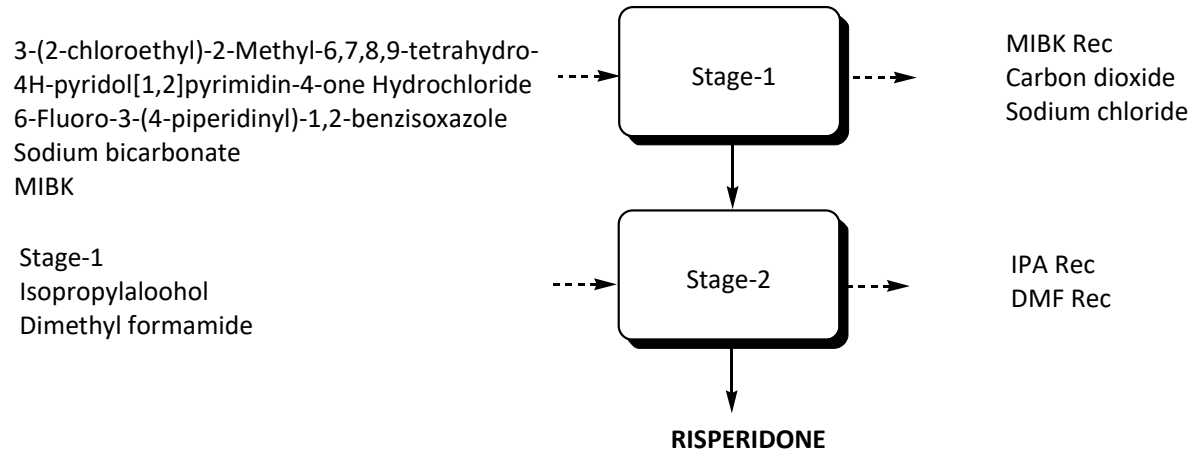 3-(2-chloroethyl)-2-Methyl-6,7,8,9-tetrahydro-
4H-pyridol[1,2]pyrimidin-4-one Hydrochloride
6-Fluoro-3-(4-piperidinyl)-1,2-benzisoxazole
Sodium bicarbonate
MIBK
Stage-1
MIBK Rec
Carbon dioxide
Sodium chloride
Stage-1
Isopropylaloohol
Dimethyl formamide
Stage-2
IPA Rec
DMF Rec
RISPERIDONE